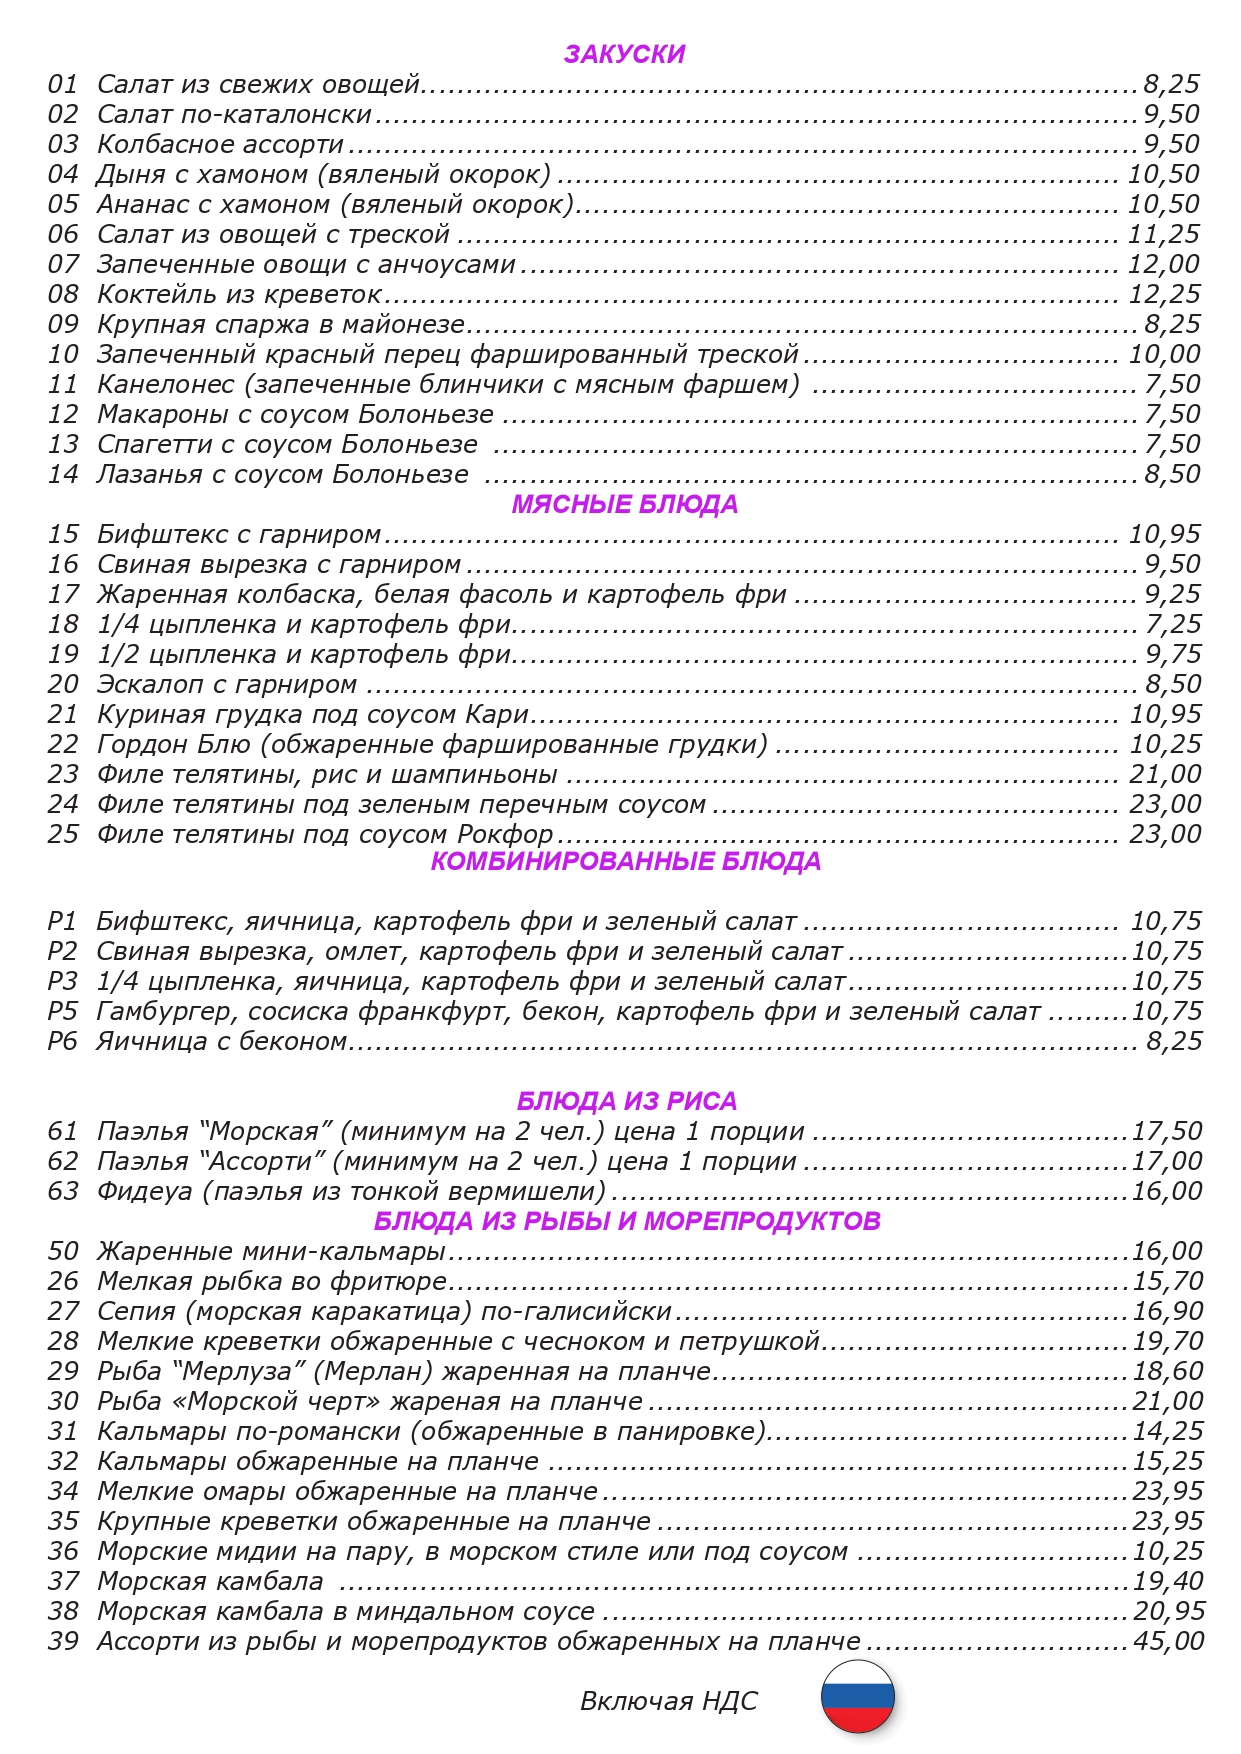 ЗАКУСКИ
01 Салат из свежих овощей 8,25
02 Салат по-каталонски 9,50
03 Колбасное ассорти 9,50
04 Дыня с хамоном (вяленый окорок) 10,50
05 Ананас с хамоном (вяленый окорок) 10,50
06 Салат из овощей с треской 11,25
07 Запеченные овощи с анчоусами 12,00
08 Коктейль из креветок 12,25
09 Крупная спаржа в майонезе 8,25
10 Запеченный красный перец фаршированный треской 10,00
11 Канелонес (запеченные блинчики с мясным фаршем) 7,50
12 Макароны с соусом Болоньезе 7,50
13 Спагетти с соусом Болоньезе 7,50
14 Лазанья с соусом Болоньезе 8,50
МЯСНЫЕ БЛЮДА
15 Бифштекс с гарниром 10,95
16 Свиная вырезка с гарниром 9,50
17 Жаренная колбаска, белая фасоль и картофель фри 9,25
18 1/4 цыпленка и картофель фри 7,25
19 1/2 цыпленка и картофель фри 9,75
20 Эскалоп с гарниром 8,50
21 Куриная грудка под соусом Кари 10,95
22 Гордон Блю (обжаренные фаршированные грудки) 10,25
23 Филе телятины, рис и шампиньоны 21,00
24 Филе телятины под зеленым перечным соусом 23,00
25 Филе телятины под соусом Рокфор 23,00
КОМБИНИРОВАННЫЕ БЛЮДА
P1 Бифштекс, яичница, картофель фри и зеленый салат 10,75
P2 Свиная вырезка, омлет, картофель фри и зеленый салат 10,75
P3 1/4 цыпленка, яичница, картофель фри и зеленый салат 10,75
P5 Гамбургер, сосиска франкфурт, бекон, картофель фри и зеленый салат 10,75
P6 Яичница с беконом 8,25
БЛЮДА ИЗ РИСА
61 Паэлья “Морская” (минимум на 2 чел.) цена 1 порции 17,50
62 Паэлья “Ассорти” (минимум на 2 чел.) цена 1 порции 17,00
63 Фидеуа (паэлья из тонкой вермишели) 16,00
БЛЮДА ИЗ РЫБЫ И МОРЕПРОДУКТОВ
50 Жаренные мини-кальмары 16,00
26 Мелкая рыбка во фритюре 15,70
27 Сепия (морская каракатица) по-галисийски 16,90
28 Мелкие креветки обжаренные с чесноком и петрушкой 19,70
29 Рыба “Мерлуза” (Мерлан) жаренная на планче 18,60
30 Рыба «Морской черт» жареная на планче 21,00
31 Кальмары по-романски (обжаренные в панировке) 14,25
32 Кальмары обжаренные на планче 15,25
34 Мелкие омары обжаренные на планче 23,95
35 Крупные креветки обжаренные на планче 23,95
36 Морские мидии на пару, в морском стиле или под соусом 10,25
37 Морская камбала 19,40
38 Морская камбала в миндальном соусе 20,95
39 Ассорти из рыбы и морепродуктов обжаренных на планче 45,00
Включая НДС